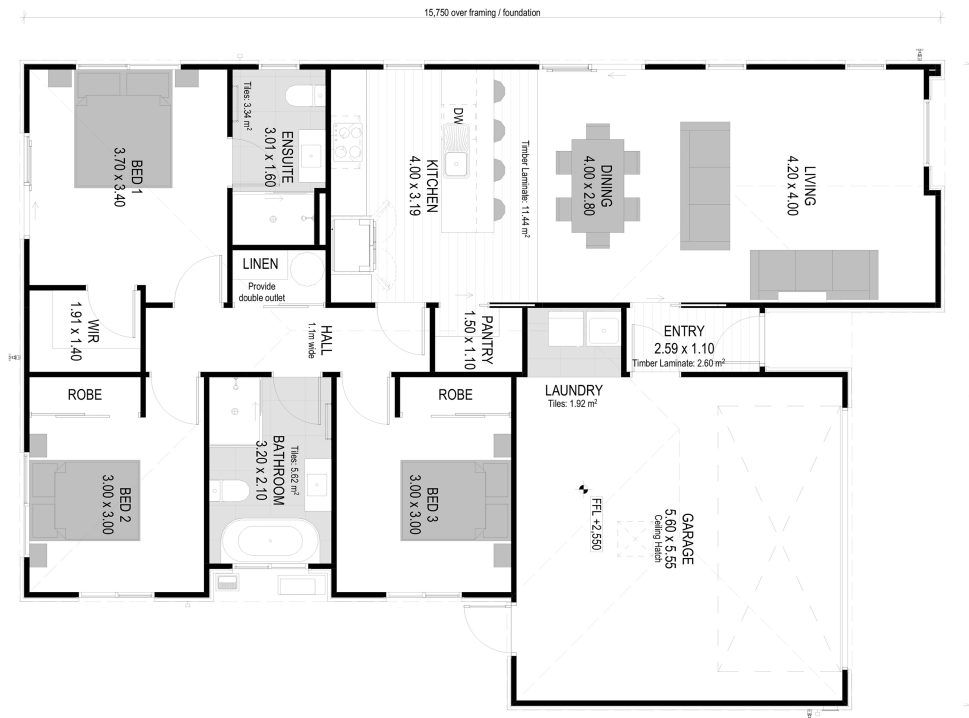 15,750 over framing / foundation
BED 1
3.70 x 3.40
Tiles: 3.34 m²
ENSUITE
3.01 x 1.60
DW
KITCHEN
4.00 x 3.19
Timber Laminate: 11.44 m²
DINING
4.00 x 2.80
LIVING
4.20 x 4.00
LINEN
Provide
double outlet
WIR
1.91 x 1.40
HALL
1.1m wide
PANTRY
1.50 x 1.10
ENTRY
2.59 x 1.10
Timber Laminate: 2.60 m²
ROBE
ROBE
LAUNDRY
Tiles: 1.92 m²
BED 2
3.00 x 3.00
Tiles: 5.62 m²
BATHROOM
3.20 x 2.10
BED 3
3.00 x 3.00
FFL +2,550
GARAGE
5.60 x 5.55
Ceiling Hatch